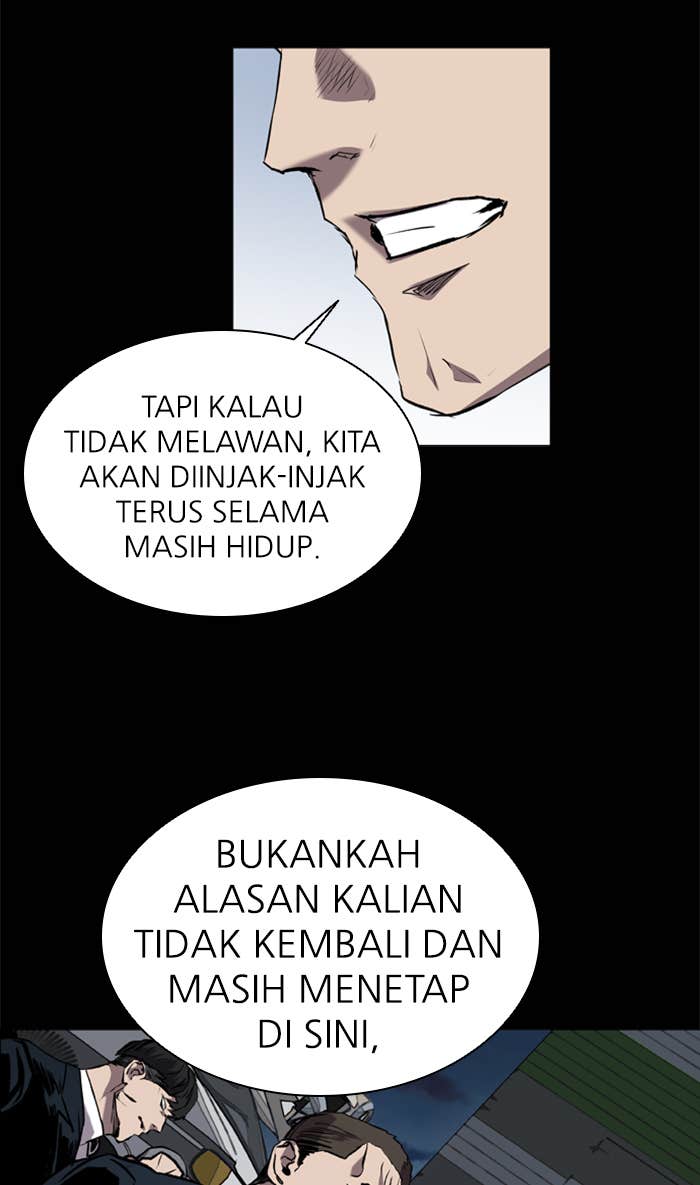 TAPI KALAU
TIDAK MELAWAN, KITA
AKAN DIINJAK-INJAK
TERUS SELAMA
MASIH HIDUP.
BUKANKAH
ALASAN KALIAN
TIDAK KEMBALI DAN
MASIH MENETAP
DI SINI,